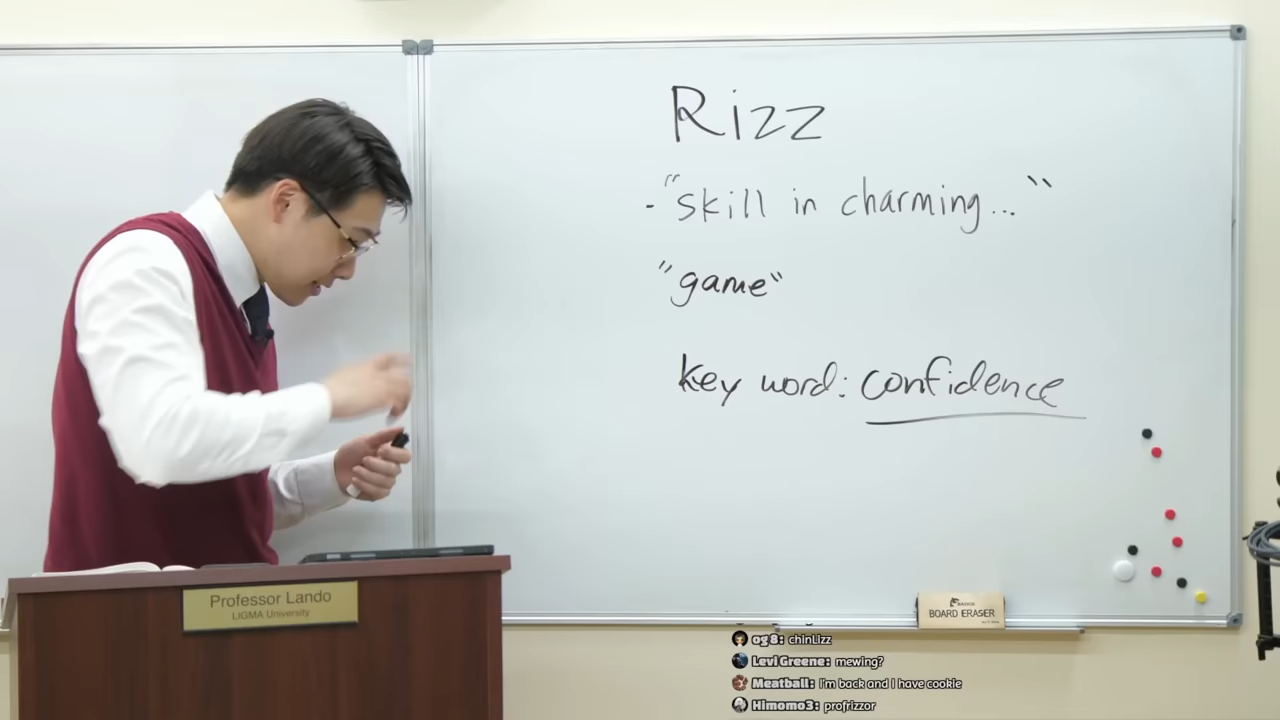 Rizz
- "skill in charming..."
"game"
key word: confidence
Professor Lando
LIGMA University
BOARD ERASER
og8: chinLizz
Levi Greene: mewing?
Meatball: I'm back and I have cookie
Himomo3: profrizzor